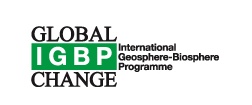 GLOBAL
IGBP
CHANGE
International
Geosphere-Biosphere
Programme